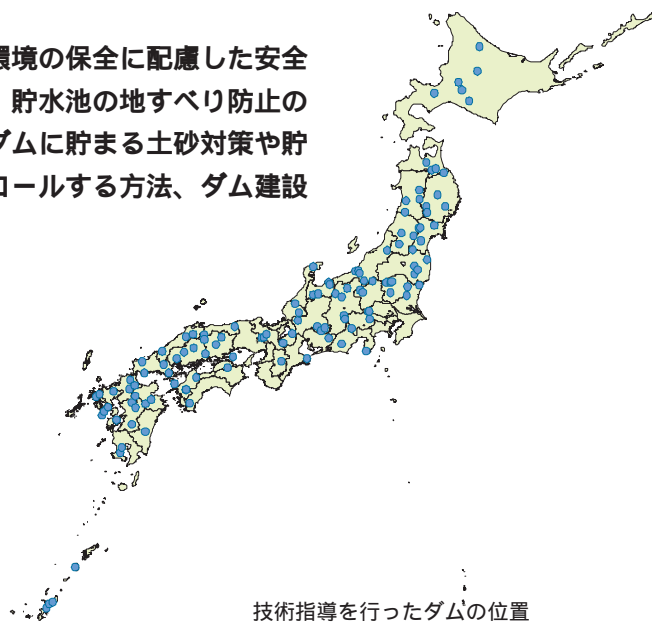 環境の保全に配慮した安全
貯水池の地すべり防止の
ダムに貯まる土砂対策や貯
ロールする方法、ダム建設
技術指導を行ったダムの位置